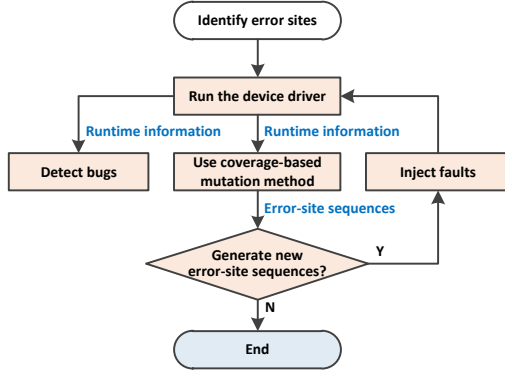 Identify error sites
Run the device driver
Runtime information
Runtime information
Detect bugs
Use coverage-based
mutation method
Inject faults
Error-site sequences
Generate new
error-site sequences?
Y
N
End